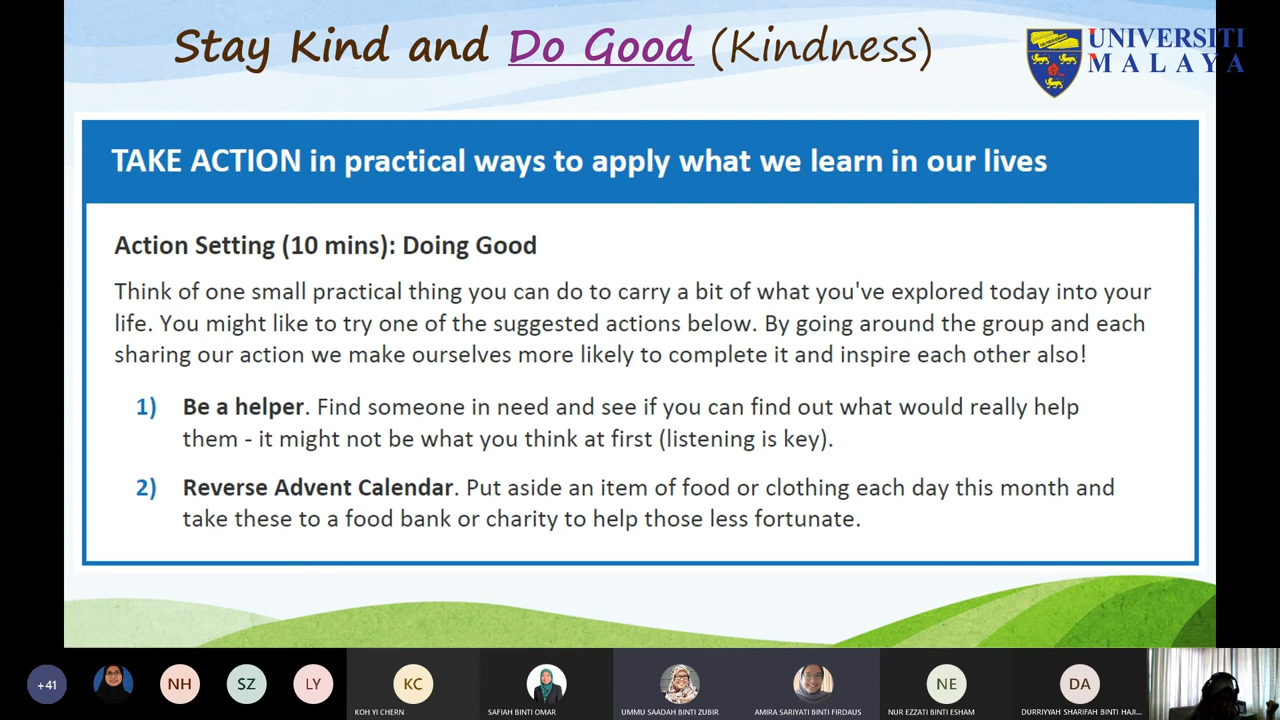 Stay Kind and Do Good (Kindness)
UNIVERSITI
MALAYA
TAKE ACTION in practical ways to apply what we learn in our lives
Action Setting (10 mins): Doing Good
Think of one small practical thing you can do to carry a bit of what you've explored today into your
life. You might like to try one of the suggested actions below. By going around the group and each
sharing our action we make ourselves more likely to complete it and inspire each other also!
1) Be a helper. Find someone in need and see if you can find out what would really help
them - it might not be what you think at first (listening is key).
2) Reverse Advent Calendar. Put aside an item of food or clothing each day this month and
take these to a food bank or charity to help those less fortunate.
+41
NH
SZ
LY
KC
NE
DA
KOH YI CHERN
SAFIAH BINTI OMAR
UMMU SAADAH BINTI ZUBIR
AMIRA SARIYATI BINTI FIRDAUS
NUR EZZATI BINTI ESHAM
DURRIYYAH SHARIFAH BINTI HAJI...